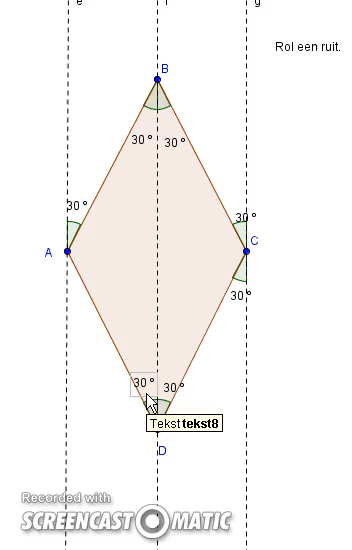 e
f
g
Rol een ruit.
B
30°
30°
30°
30°
A
C
30°
30°
30°
Tekst tekst8
D
Recorded with
SCREENCAST-O-MATIC